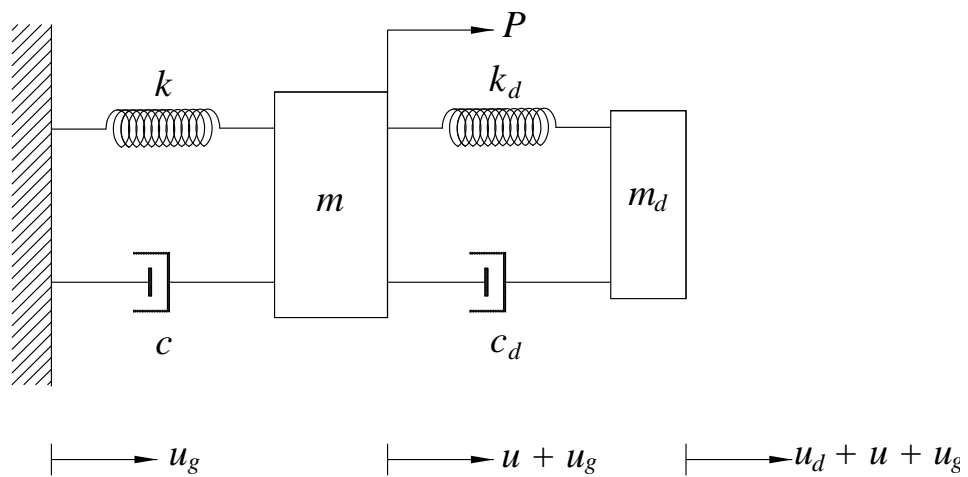 P
k k_d
m m_d
c c_d
u_g u + u_g u_d + u + u_g